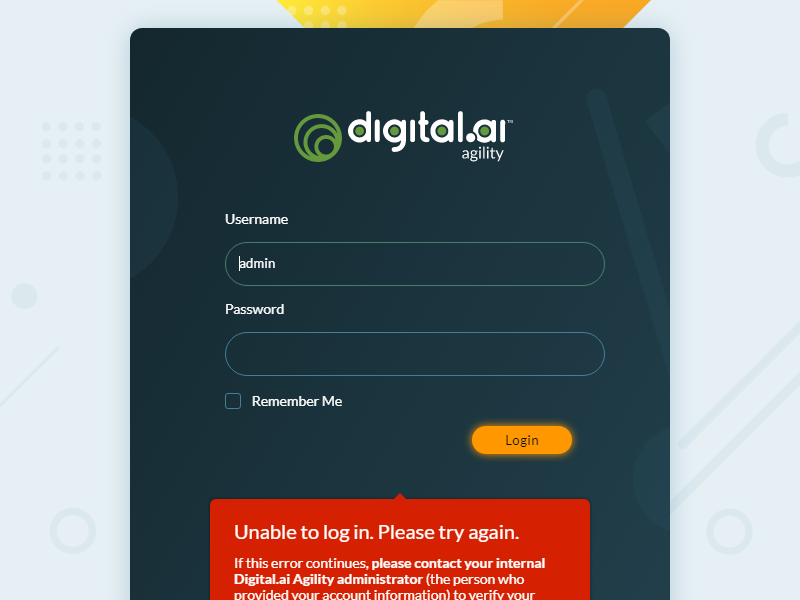 digital.ai™
agility
Username
admin
Password
Remember Me
Login
Unable to log in. Please try again.
If this error continues, please contact your internal
Digital.ai Agility administrator (the person who
provided your account information) to verify your